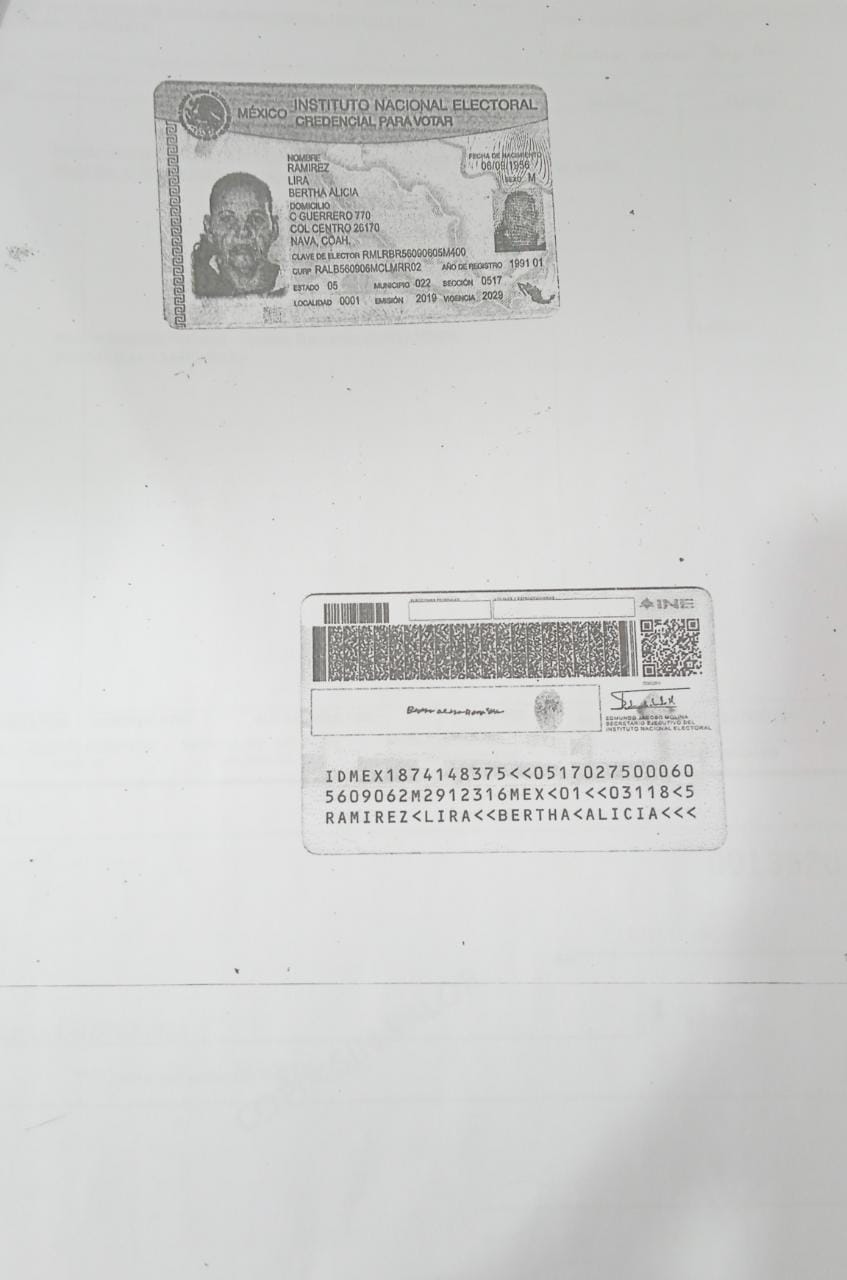 MÉXICO INSTITUTO NACIONAL ELECTORAL
CREDENCIAL PARA VOTAR
NOMBRE
RAMIREZ
LIRA
BERTHA ALICIA
FECHA DE NACIMIENTO
06/09/1956
SEXO M
DOMICILIO
C GUERRERO 770
COL CENTRO 26170
NAVA, COAH.
CLAVE DE ELECTOR RMLRBR56090605M400
CURP RALB560906MCLMRR02 AÑO DE REGISTRO 1991 01
ESTADO 05 MUNICIPIO 022 SECCIÓN 0517
LOCALIDAD 0001 EMISIÓN 2019 VIGENCIA 2029
INE
EDMUNDO JACOBO MOLINA
SECRETARIO EJECUTIVO DEL
INSTITUTO NACIONAL ELECTORAL
IDMEX1874148375<<0517027500060
5609062M2912316MEX<01<<03118<5
RAMIREZ<LIRA<<BERTHA<ALICIA<<<